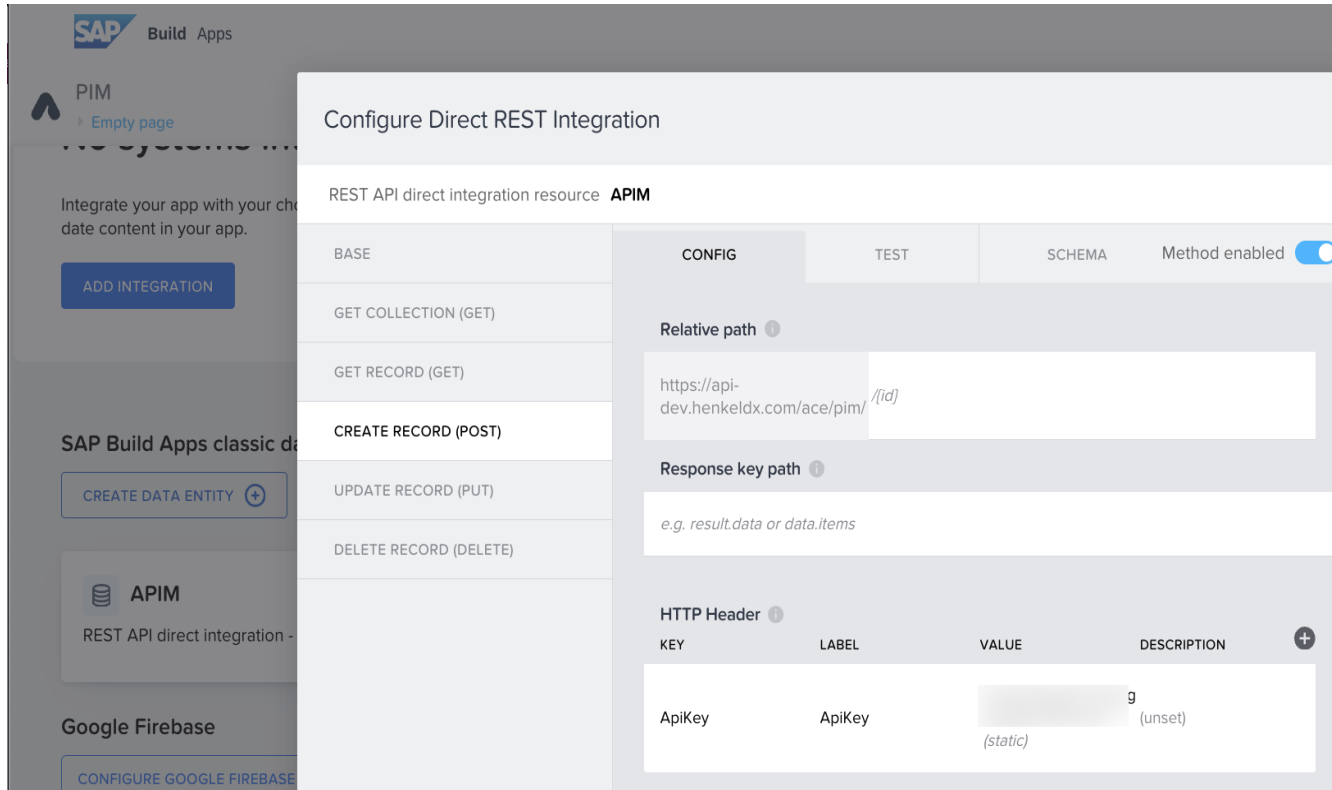 SAP Build Apps
PIM
Empty page
Integrate your app with your
date content in your app.
ADD INTEGRATION
SAP Build Apps classic
CREATE DATA ENTITY
APIM
REST API direct integration -
Google Firebase
CONFIGURE GOOGLE FIREBASE
Configure Direct REST Integration
REST API direct integration resource APIM
BASE
GET COLLECTION (GET)
GET RECORD (GET)
CREATE RECORD (POST)
UPDATE RECORD (PUT)
DELETE RECORD (DELETE)
CONFIG TEST SCHEMA Method enabled
Relative path
https://api-
dev.henkeldx.com/ace/pim/ /{id}
Response key path
e.g. result.data or data.items
HTTP Header
KEY LABEL VALUE DESCRIPTION
ApiKey ApiKey g (unset)
(static)